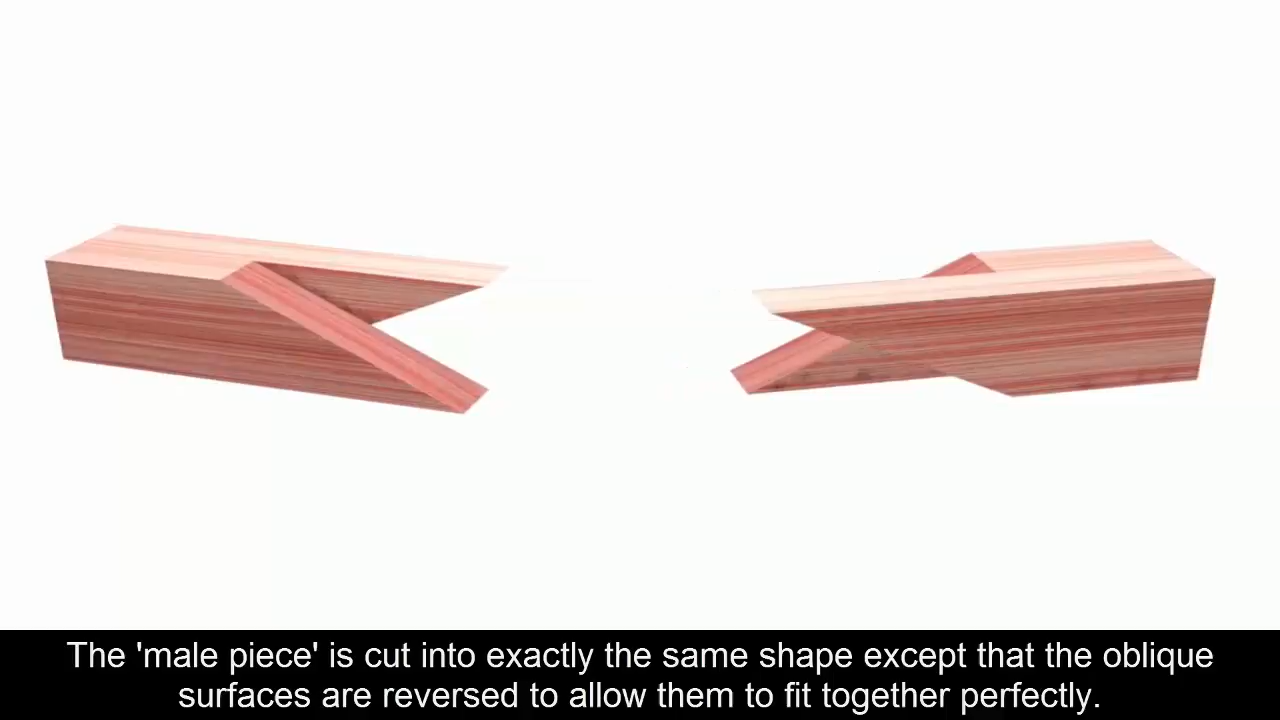 The 'male piece' is cut into exactly the same shape except that the oblique
surfaces are reversed to allow them to fit together perfectly.